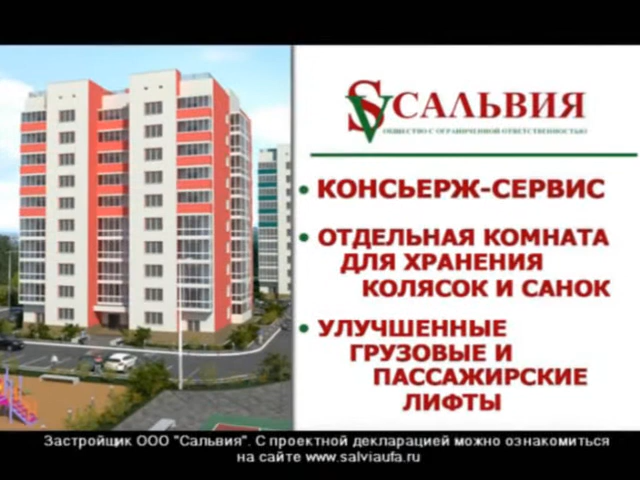 SV САЛЬВИЯ
ОБЩЕСТВО С ОГРАНИЧЕННОЙ ОТВЕТСТВЕННОСТЬЮ
• КОНСЬЕРЖ-СЕРВИС
• ОТДЕЛЬНАЯ КОМНАТА
ДЛЯ ХРАНЕНИЯ
КОЛЯСОК И САНОК
• УЛУЧШЕННЫЕ
ГРУЗОВЫЕ И
ПАССАЖИРСКИЕ
ЛИФТЫ
Застройщик ООО "Сальвия". С проектной декларацией можно ознакомиться
на сайте www.salviaufa.ru